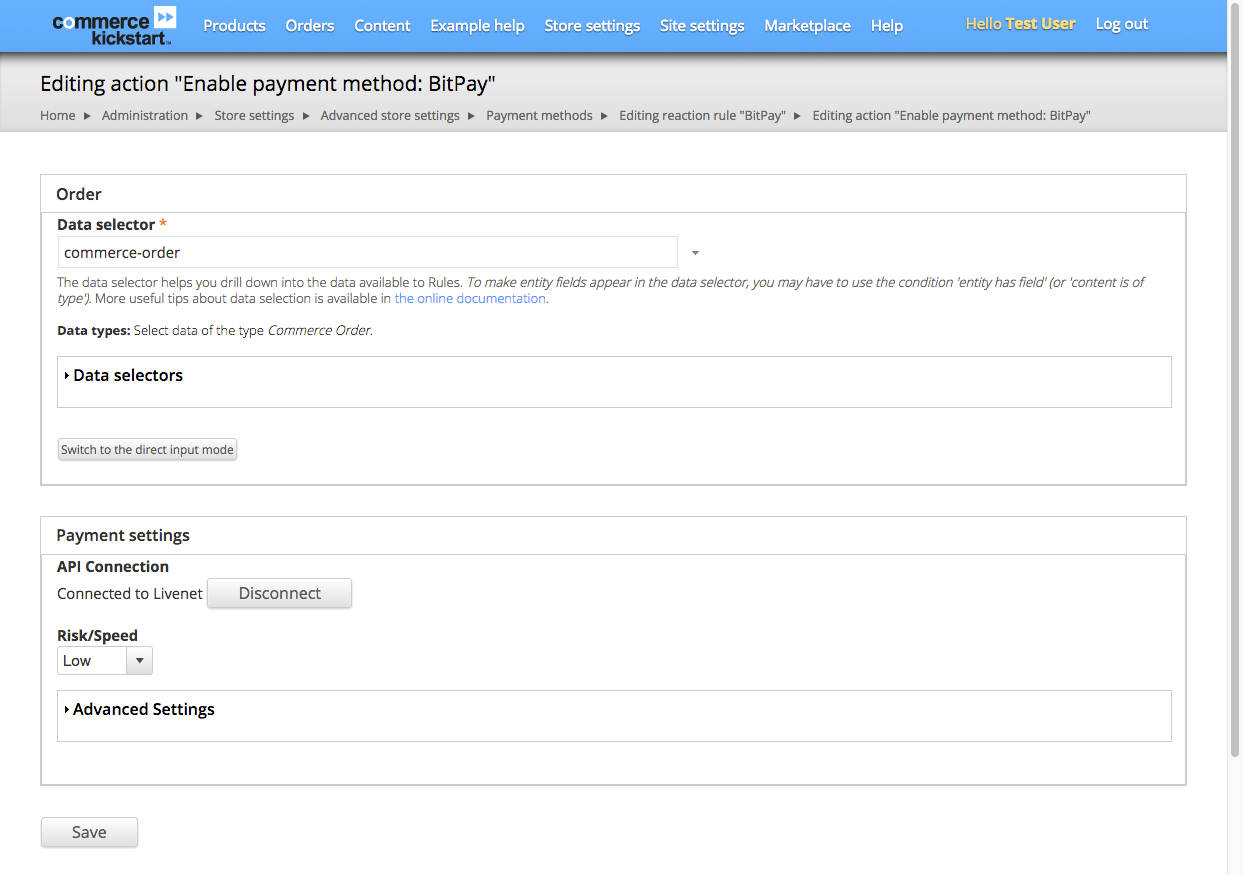 commerce kickstart™
Products Orders Content Example help Store settings Site settings Marketplace Help Hello Test User Log out
Editing action "Enable payment method: BitPay"
Home ▶ Administration ▶ Store settings ▶ Advanced store settings ▶ Payment methods ▶ Editing reaction rule "BitPay" ▶ Editing action "Enable payment method: BitPay"
Order
Data selector *
commerce-order
The data selector helps you drill down into the data available to Rules. To make entity fields appear in the data selector, you may have to use the condition 'entity has field' (or 'content is of
type'). More useful tips about data selection is available in the online documentation.
Data types: Select data of the type Commerce Order.
Data selectors
Switch to the direct input mode
Payment settings
API Connection
Connected to Livenet Disconnect
Risk/Speed
Low
Advanced Settings
Save